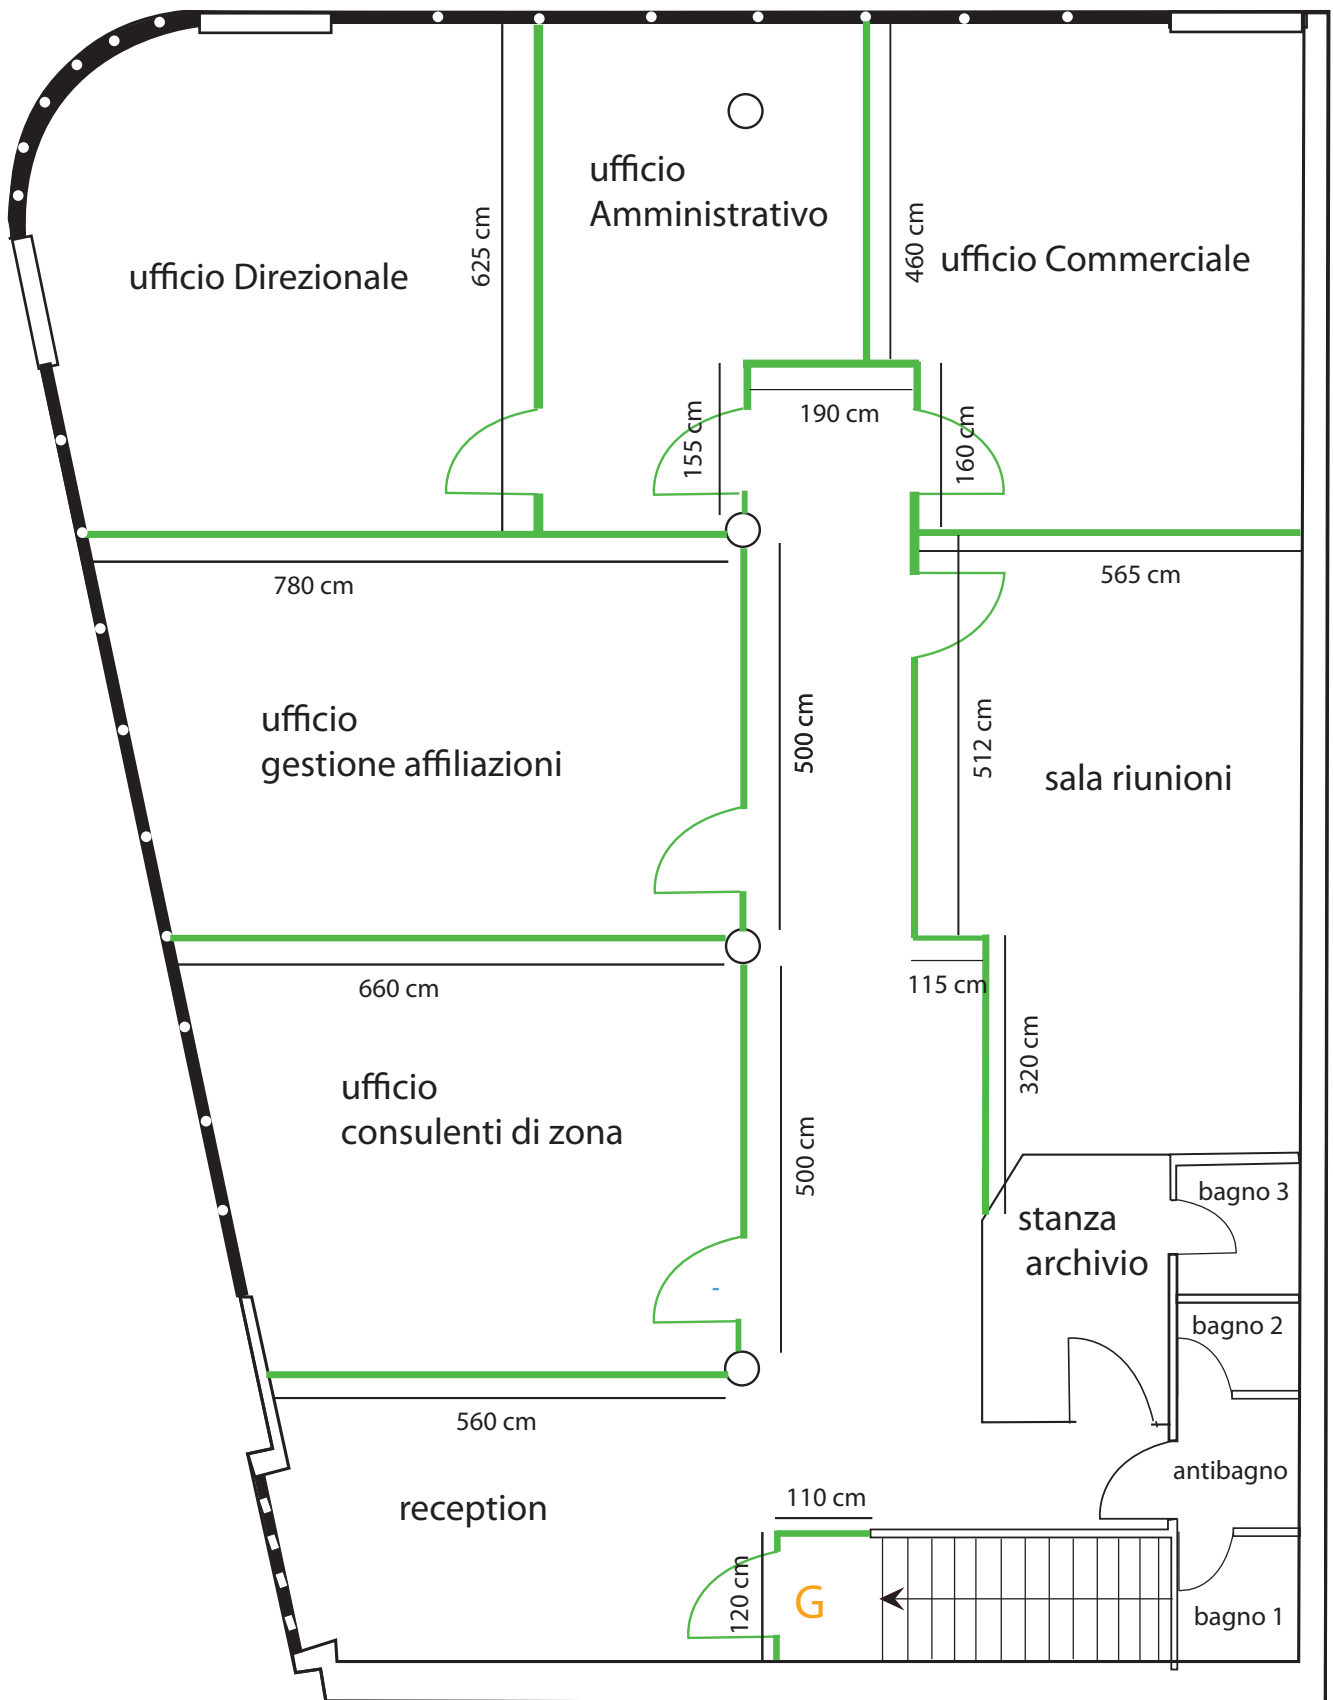 ufficio
Amministrativo
625 cm
460 cm
ufficio Commerciale
ufficio Direzionale
190 cm
155 cm
160 cm
780 cm
565 cm
ufficio
gestione affiliazioni
500 cm
512 cm
sala riunioni
660 cm
115 cm
320 cm
ufficio
consulenti di zona
500 cm
stanza
archivio
bagno 3
bagno 2
560 cm
antibagno
reception
110 cm
120 cm
G
bagno 1